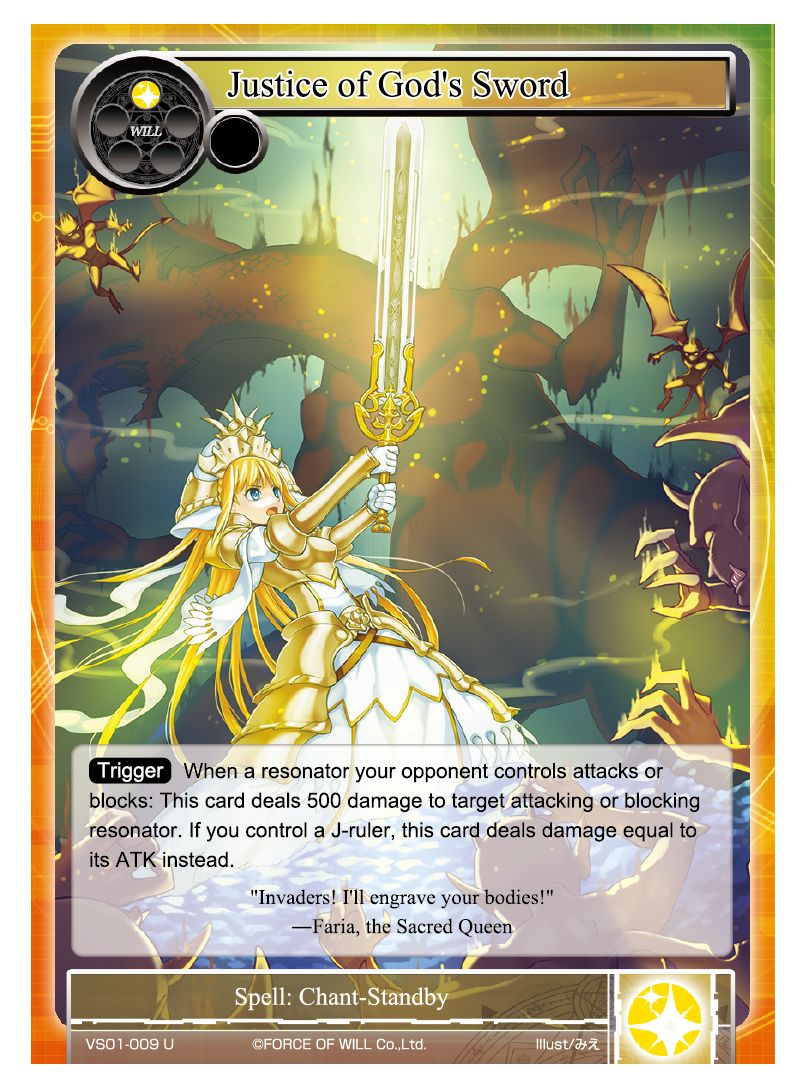 Justice of God's Sword
WILL
Trigger When a resonator your opponent controls attacks or
blocks: This card deals 500 damage to target attacking or blocking
resonator. If you control a J-ruler, this card deals damage equal to
its ATK instead.
"Invaders! I'll engrave your bodies!"
—Faria, the Sacred Queen
Spell: Chant-Standby
VS01-009 U ©FORCE OF WILL Co.,Ltd. Illust/みえ